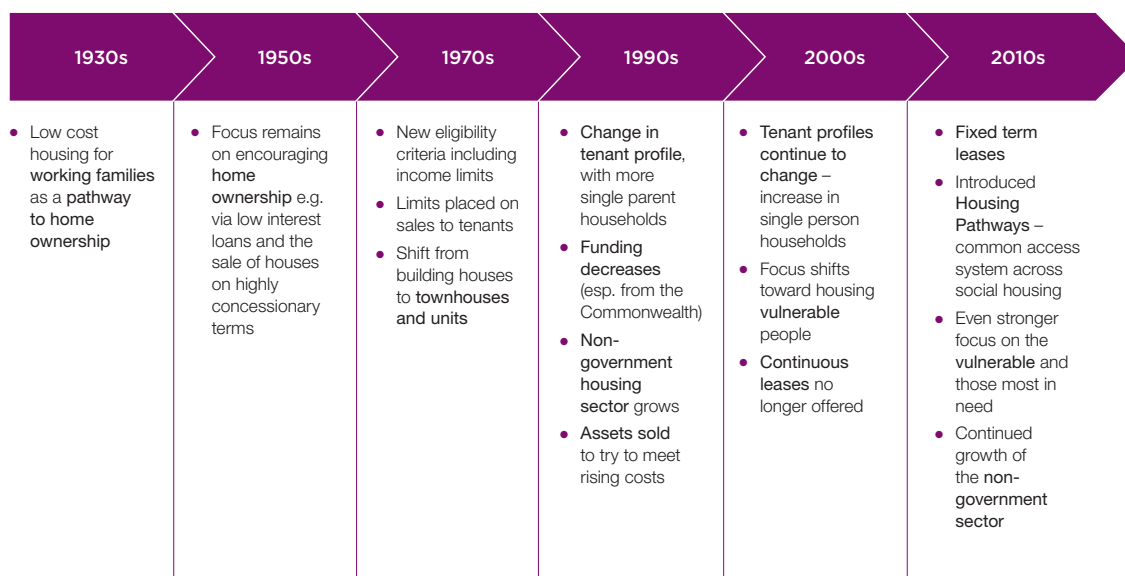 1930s
1950s
1970s
1990s
2000s
2010s
• Low cost
housing for
working families
as a pathway
to home
ownership
• Focus remains
on encouraging
home
ownership e.g.
via low interest
loans and the
sale of houses
on highly
concessionary
terms
• New eligibility
criteria including
income limits
• Limits placed on
sales to tenants
• Shift from
building houses
to townhouses
and units
• Change in
tenant profile,
with more
single parent
households
• Funding
decreases
(esp. from the
Commonwealth)
• Non-
government
housing
sector grows
• Assets sold
to try to meet
rising costs
• Tenant profiles
continue to
change –
increase in
single person
households
• Focus shifts
toward housing
vulnerable
people
• Continuous
leases no
longer offered
• Fixed term
leases
• Introduced
Housing
Pathways –
common access
system across
social housing
• Even stronger
focus on the
vulnerable and
those most in
need
• Continued
growth of
the non-
government
sector